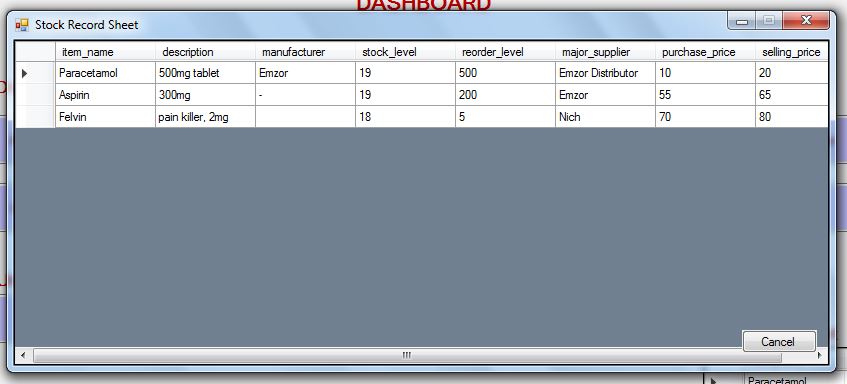 DASHBOARD
Stock Record Sheet
item_name description manufacturer stock_level reorder_level major_supplier purchase_price selling_price
Paracetamol 500mg tablet Emzor 19 500 Emzor Distributor 10 20
Aspirin 300mg - 19 200 Emzor 55 65
Felvin pain killer, 2mg 18 5 Nich 70 80
Cancel
Paracetamol